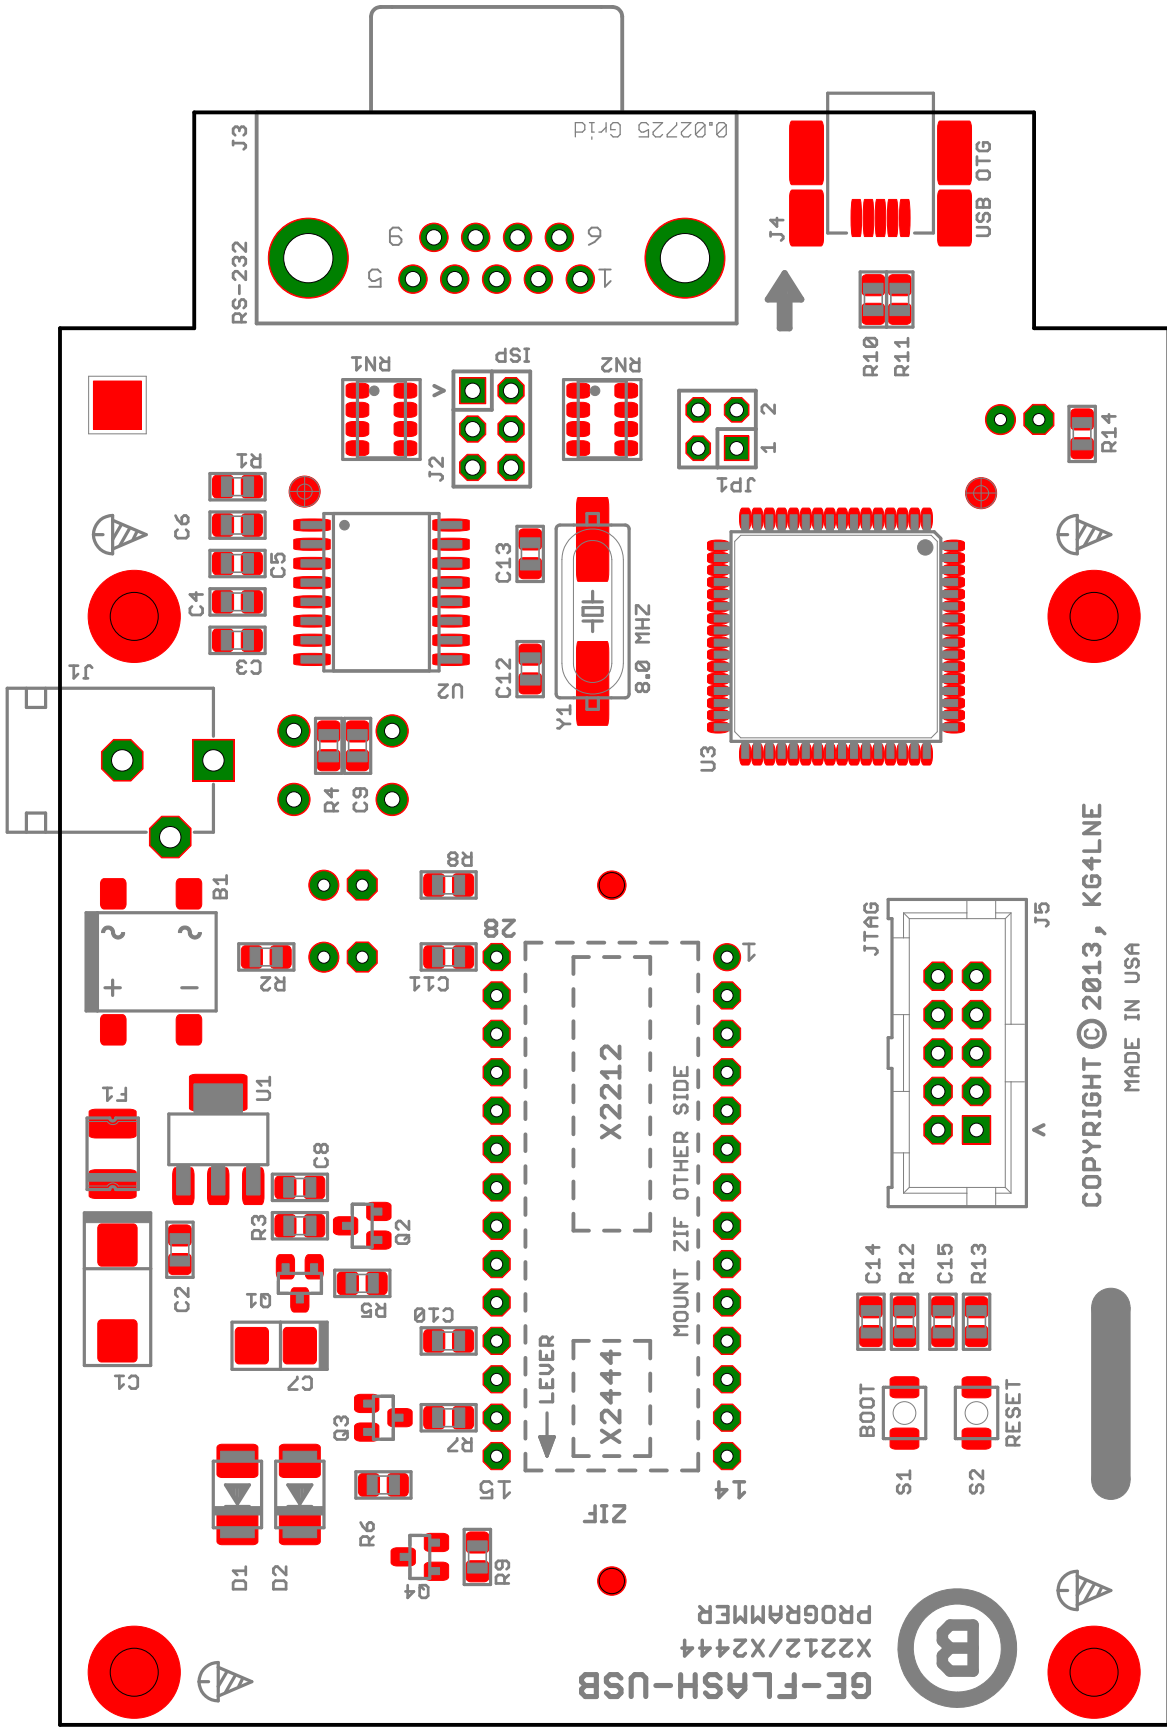 J3
0.02725 Grid
RS-232
9
6
5
1
J4
USB OTG
R10
R11
RN1
ISP
RN2
>
J2
2
1
JP1
R14
R1
C6
C5
C4
C3
C13
C12
8.0 MHZ
Y1
U2
J1
U3
R4
C9
R8
B1
R2
C11
+
-
28
1
JTAG
J5
COPYRIGHT © 2013, KG4LNE
MADE IN USA
F1
U1
X2212
MOUNT ZIF OTHER SIDE
>
C8
R3
Q2
C2
Q1
R5
C10
C14
R12
C15
R13
C1
C7
LEVER
X2444
BOOT
RESET
Q3
R7
15
14
S1
S2
ZIF
R6
D1
D2
Q4
R9
PROGRAMMER
X2212/X2444
GE-FLASH-USB
B